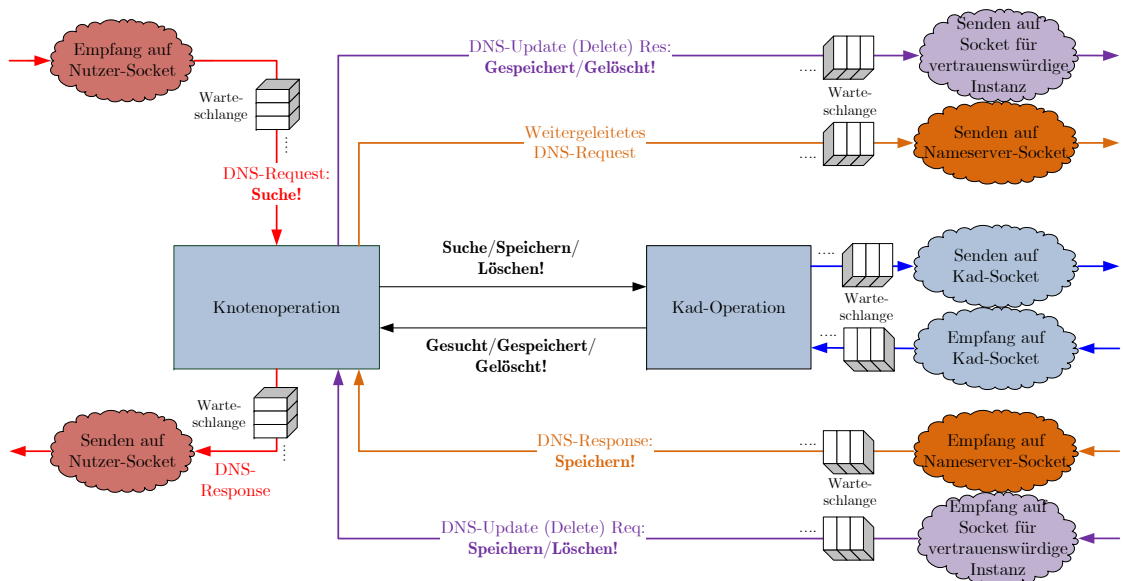 Empfang auf
Nutzer-Socket
Warte-
schlange
....
DNS-Request:
Suche!
DNS-Update (Delete) Res:
Gespeichert/Gelöscht!
....
Warte-
schlange
Senden auf
Socket für
vertrauenswürdige
Instanz
Weitergeleitetes
DNS-Request
....
Senden auf
Nameserver-Socket
Knotenoperation
Suche/Speichern/
Löschen!
Gesucht/Gespeichert/
Gelöscht!
Kad-Operation
....
Warte-
schlange
....
Senden auf
Kad-Socket
Empfang auf
Kad-Socket
Warte-
schlange
....
Senden auf
Nutzer-Socket
DNS-
Response
DNS-Response:
Speichern!
....
Warte-
schlange
Empfang auf
Nameserver-Socket
DNS-Update (Delete) Req:
Speichern/Löschen!
....
Empfang auf
Socket für
vertrauenswürdige
Instanz